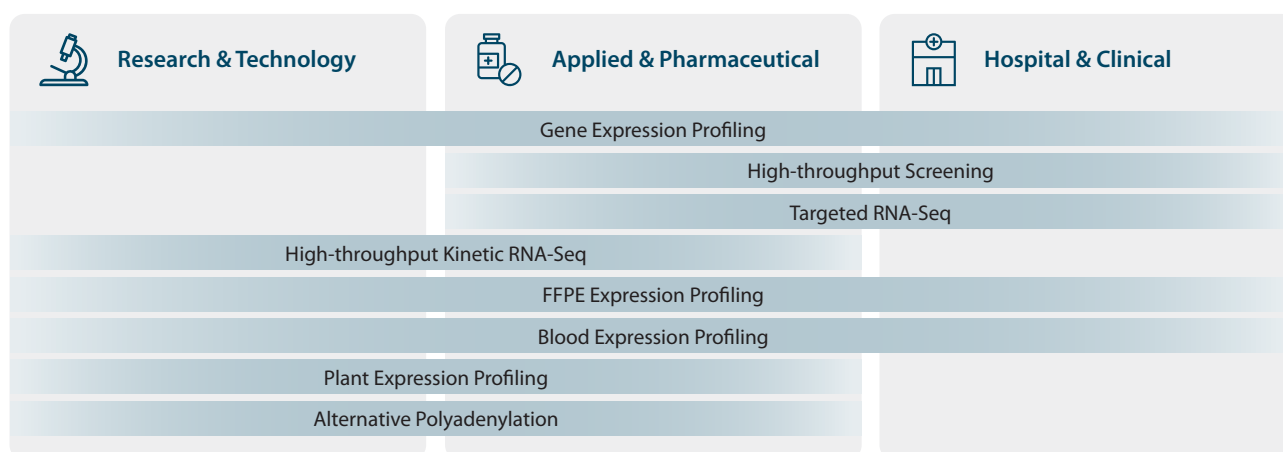 Research & Technology
Applied & Pharmaceutical
Hospital & Clinical
Gene Expression Profiling
High-throughput Screening
Targeted RNA-Seq
High-throughput Kinetic RNA-Seq
FFPE Expression Profiling
Blood Expression Profiling
Plant Expression Profiling
Alternative Polyadenylation